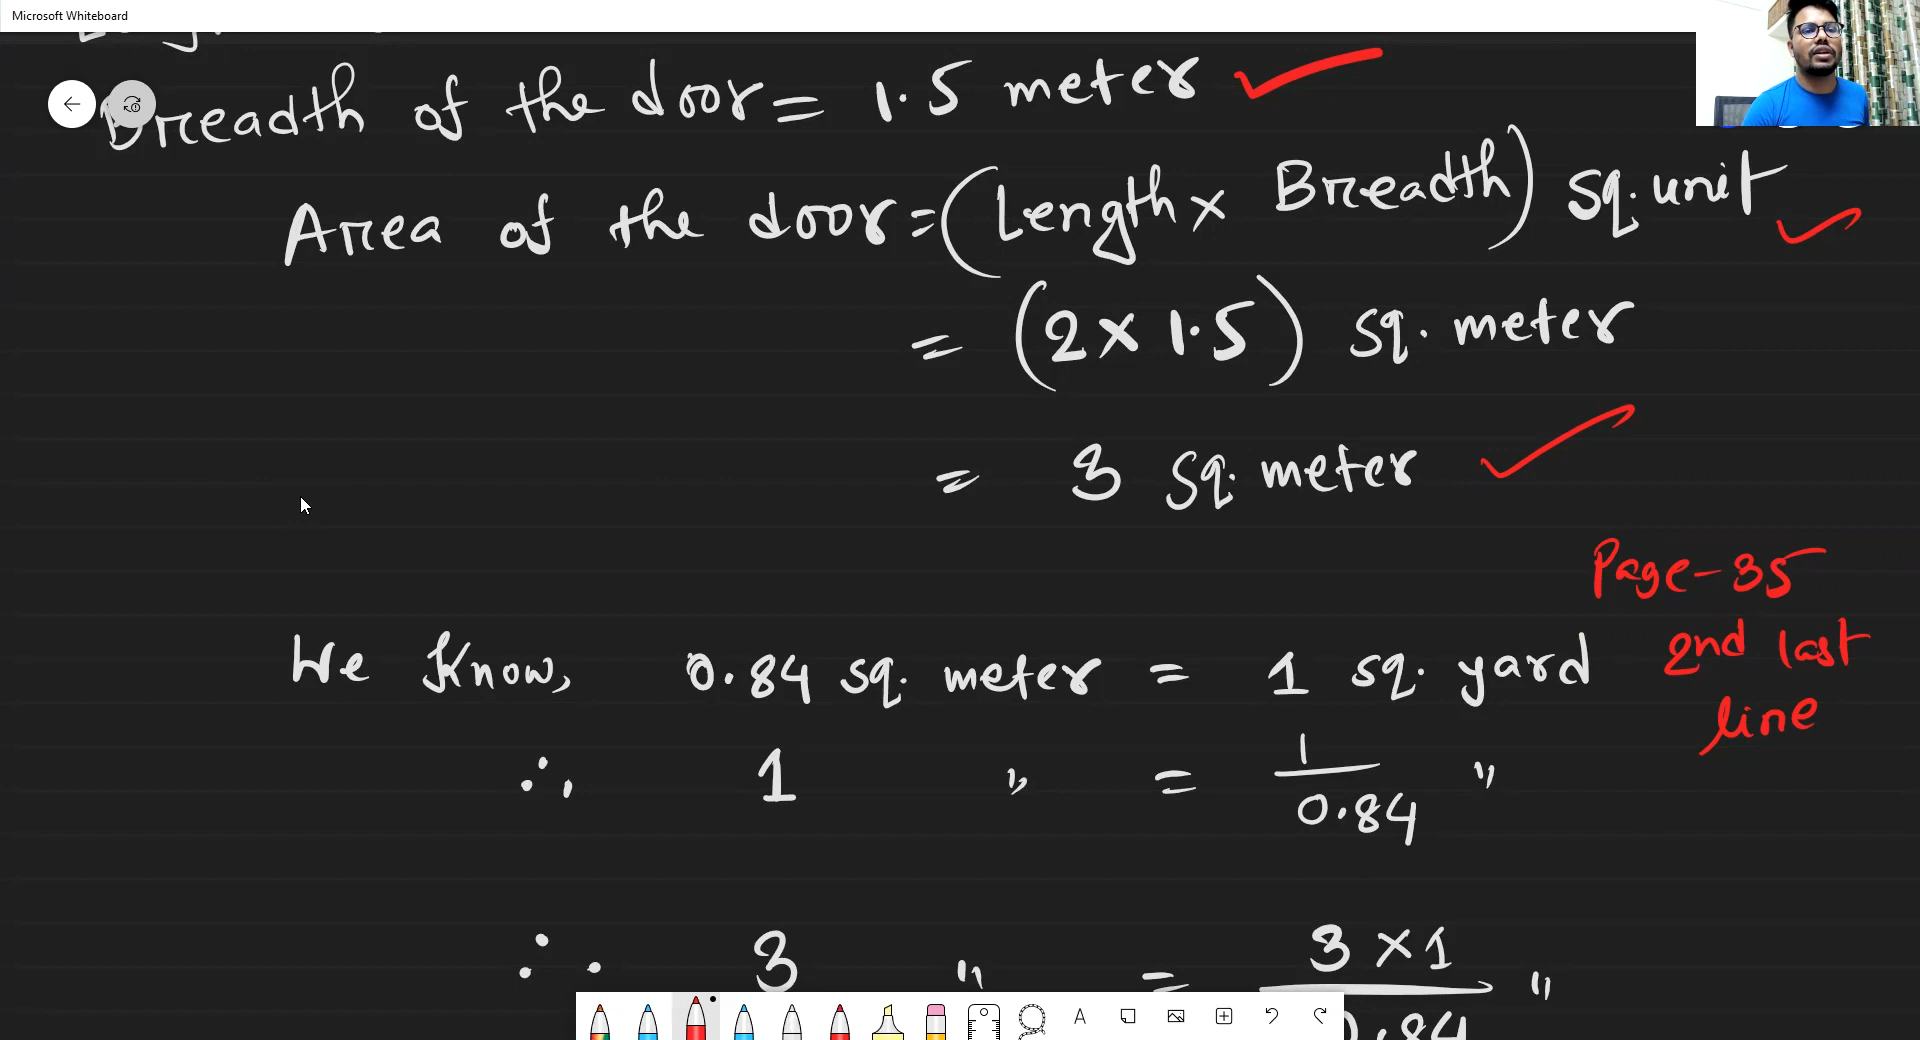 Microsoft Whiteboard
Breadth of the door = 1.5 meter
Area of the door = (Length x Breadth) sq. unit
= (2 x 1.5) sq. meter
= 3 sq. meter
Page-35
2nd last
line
We Know, 0.84 sq. meter = 1 sq. yard
∴ 1 " = 1/0.84 "
∴ 3 " = 3 x 1/0.84 "